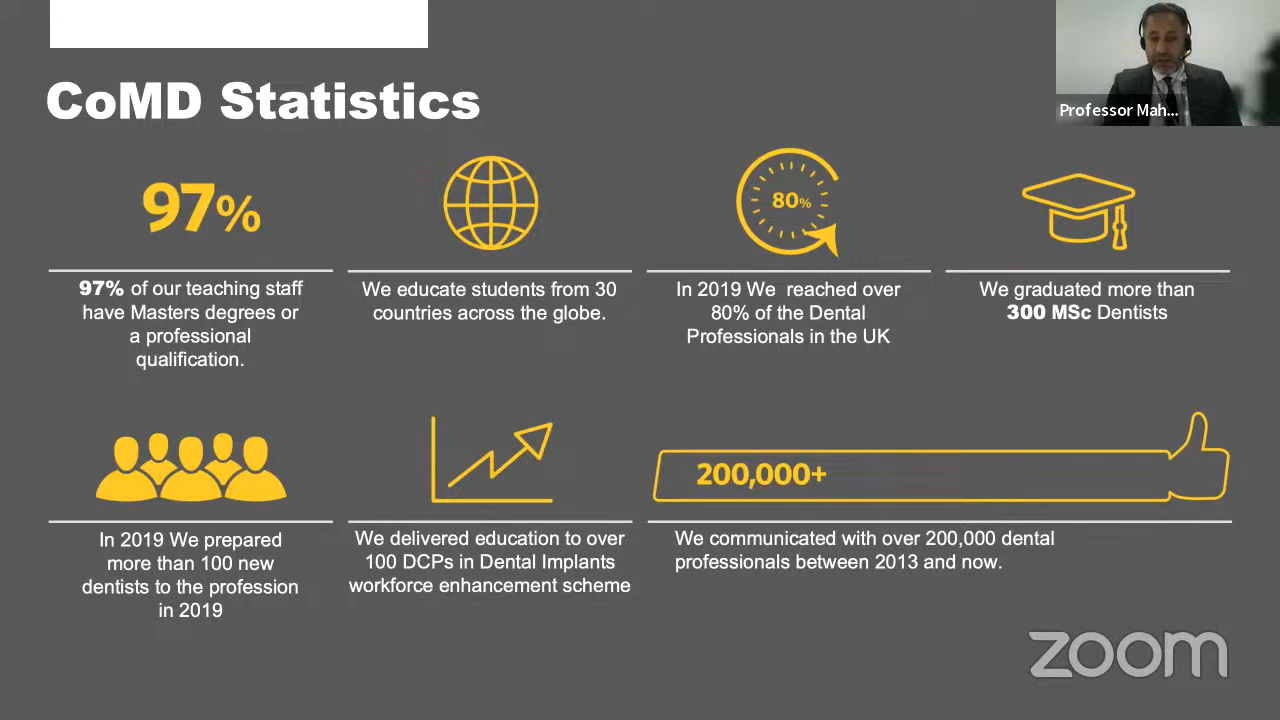 CoMD Statistics
Professor Mah...
97%
80%
97% of our teaching staff
have Masters degrees or
a professional
qualification.
We educate students from 30
countries across the globe.
In 2019 We reached over
80% of the Dental
Professionals in the UK
We graduated more than
300 MSc Dentists
200,000+
In 2019 We prepared
more than 100 new
dentists to the profession
in 2019
We delivered education to over
100 DCPs in Dental Implants
workforce enhancement scheme
We communicated with over 200,000 dental
professionals between 2013 and now.
zoom